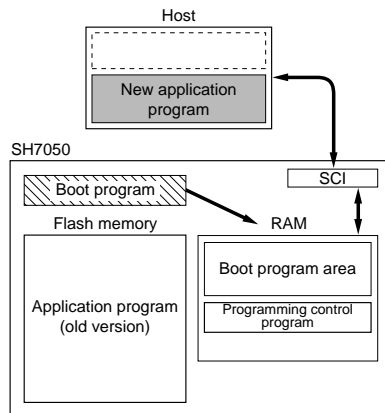 Host
New application
program
SH7050
SCI
Boot program
Flash memory
RAM
Application program
(old version)
Boot program area
Programming control
program